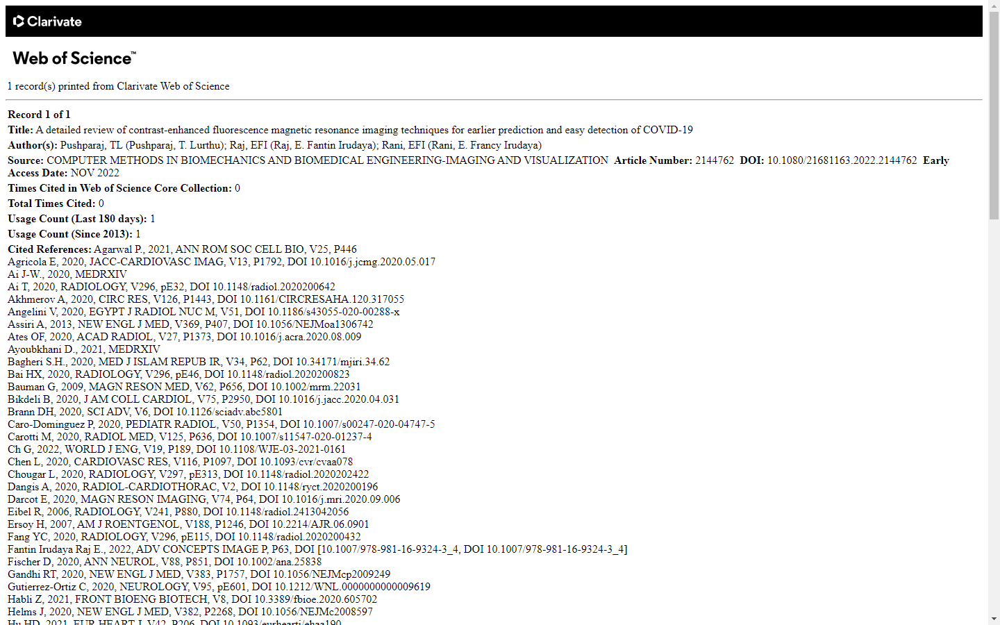 Clarivate
Web of Science™
1 record(s) printed from Clarivate Web of Science
Record 1 of 1
Title: A detailed review of contrast-enhanced fluorescence magnetic resonance imaging techniques for earlier prediction and easy detection of COVID-19
Author(s): Pushparaj, TL (Pushparaj, T. Lurthu); Raj, EFI (Raj, E. Fantin Irudaya); Rani, EFI (Rani, E. Francy Irudaya)
Source: COMPUTER METHODS IN BIOMECHANICS AND BIOMEDICAL ENGINEERING-IMAGING AND VISUALIZATION  Article Number: 2144762  DOI: 10.1080/21681163.2022.2144762  Early
Access Date: NOV 2022
Times Cited in Web of Science Core Collection: 0
Total Times Cited: 0
Usage Count (Last 180 days): 1
Usage Count (Since 2013): 1
Cited References: Agarwal P., 2021, ANN ROM SOC CELL BIO, V25, P446
Agricola E, 2020, JACC-CARDIOVASC IMAG, V13, P1792, DOI 10.1016/j.jcmg.2020.05.017
Ai J-W., 2020, MEDRXIV
Ai T, 2020, RADIOLOGY, V296, pE32, DOI 10.1148/radiol.2020200642
Akhmerov A, 2020, CIRC RES, V126, P1443, DOI 10.1161/CIRCRESAHA.120.317055
Angelini V, 2020, EGYPT J RADIOL NUC M, V51, DOI 10.1186/s43055-020-00288-x
Assiri A, 2013, NEW ENGL J MED, V369, P407, DOI 10.1056/NEJMoa1306742
Ates OF, 2020, ACAD RADIOL, V27, P1373, DOI 10.1016/j.acra.2020.08.009
Ayoubkhani D., 2021, MEDRXIV
Bagheri S.H., 2020, MED J ISLAM REPUB IR, V34, P62, DOI 10.34171/mjiri.34.62
Bai HX, 2020, RADIOLOGY, V296, pE46, DOI 10.1148/radiol.2020200823
Bauman G, 2009, MAGN RESON MED, V62, P656, DOI 10.1002/mrm.22031
Bikdeli B, 2020, J AM COLL CARDIOL, V75, P2950, DOI 10.1016/j.jacc.2020.04.031
Brann DH, 2020, SCI ADV, V6, DOI 10.1126/sciadv.abc5801
Caro-Dominguez P, 2020, PEDIATR RADIOL, V50, P1354, DOI 10.1007/s00247-020-04747-5
Carotti M, 2020, RADIOL MED, V125, P636, DOI 10.1007/s11547-020-01237-4
Ch G, 2022, WORLD J ENG, V19, P189, DOI 10.1108/WJE-03-2021-0161
Chen L, 2020, CARDIOVASC RES, V116, P1097, DOI 10.1093/cvr/cvaa078
Chougar L, 2020, RADIOLOGY, V297, pE313, DOI 10.1148/radiol.2020202422
Dangis A, 2020, RADIOL-CARDIOTHORAC, V2, DOI 10.1148/ryct.2020200196
Darcot E, 2020, MAGN RESON IMAGING, V74, P64, DOI 10.1016/j.mri.2020.09.006
Eibel R, 2006, RADIOLOGY, V241, P880, DOI 10.1148/radiol.2413042056
Ersoy H, 2007, AM J ROENTGENOL, V188, P1246, DOI 10.2214/AJR.06.0901
Fang YC, 2020, RADIOLOGY, V296, pE115, DOI 10.1148/radiol.2020200432
Fantin Irudaya Raj E., 2022, ADV CONCEPTS IMAGE P, P63, DOI [10.1007/978-981-16-9324-3_4, DOI 10.1007/978-981-16-9324-3_4]
Fischer D, 2020, ANN NEUROL, V88, P851, DOI 10.1002/ana.25838
Gandhi RT, 2020, NEW ENGL J MED, V383, P1757, DOI 10.1056/NEJMcp2009249
Gutierrez-Ortiz C, 2020, NEUROLOGY, V95, pE601, DOI 10.1212/WNL.0000000000009619
Habli Z, 2021, FRONT BIOENG BIOTECH, V8, DOI 10.3389/fbioe.2020.605702
Helms J, 2020, NEW ENGL J MED, V382, P2268, DOI 10.1056/NEJMc2008597
Hu HD, 2021, EUR HEART J, V42, P206, DOI 10.1093/eurheartj/ehaa190